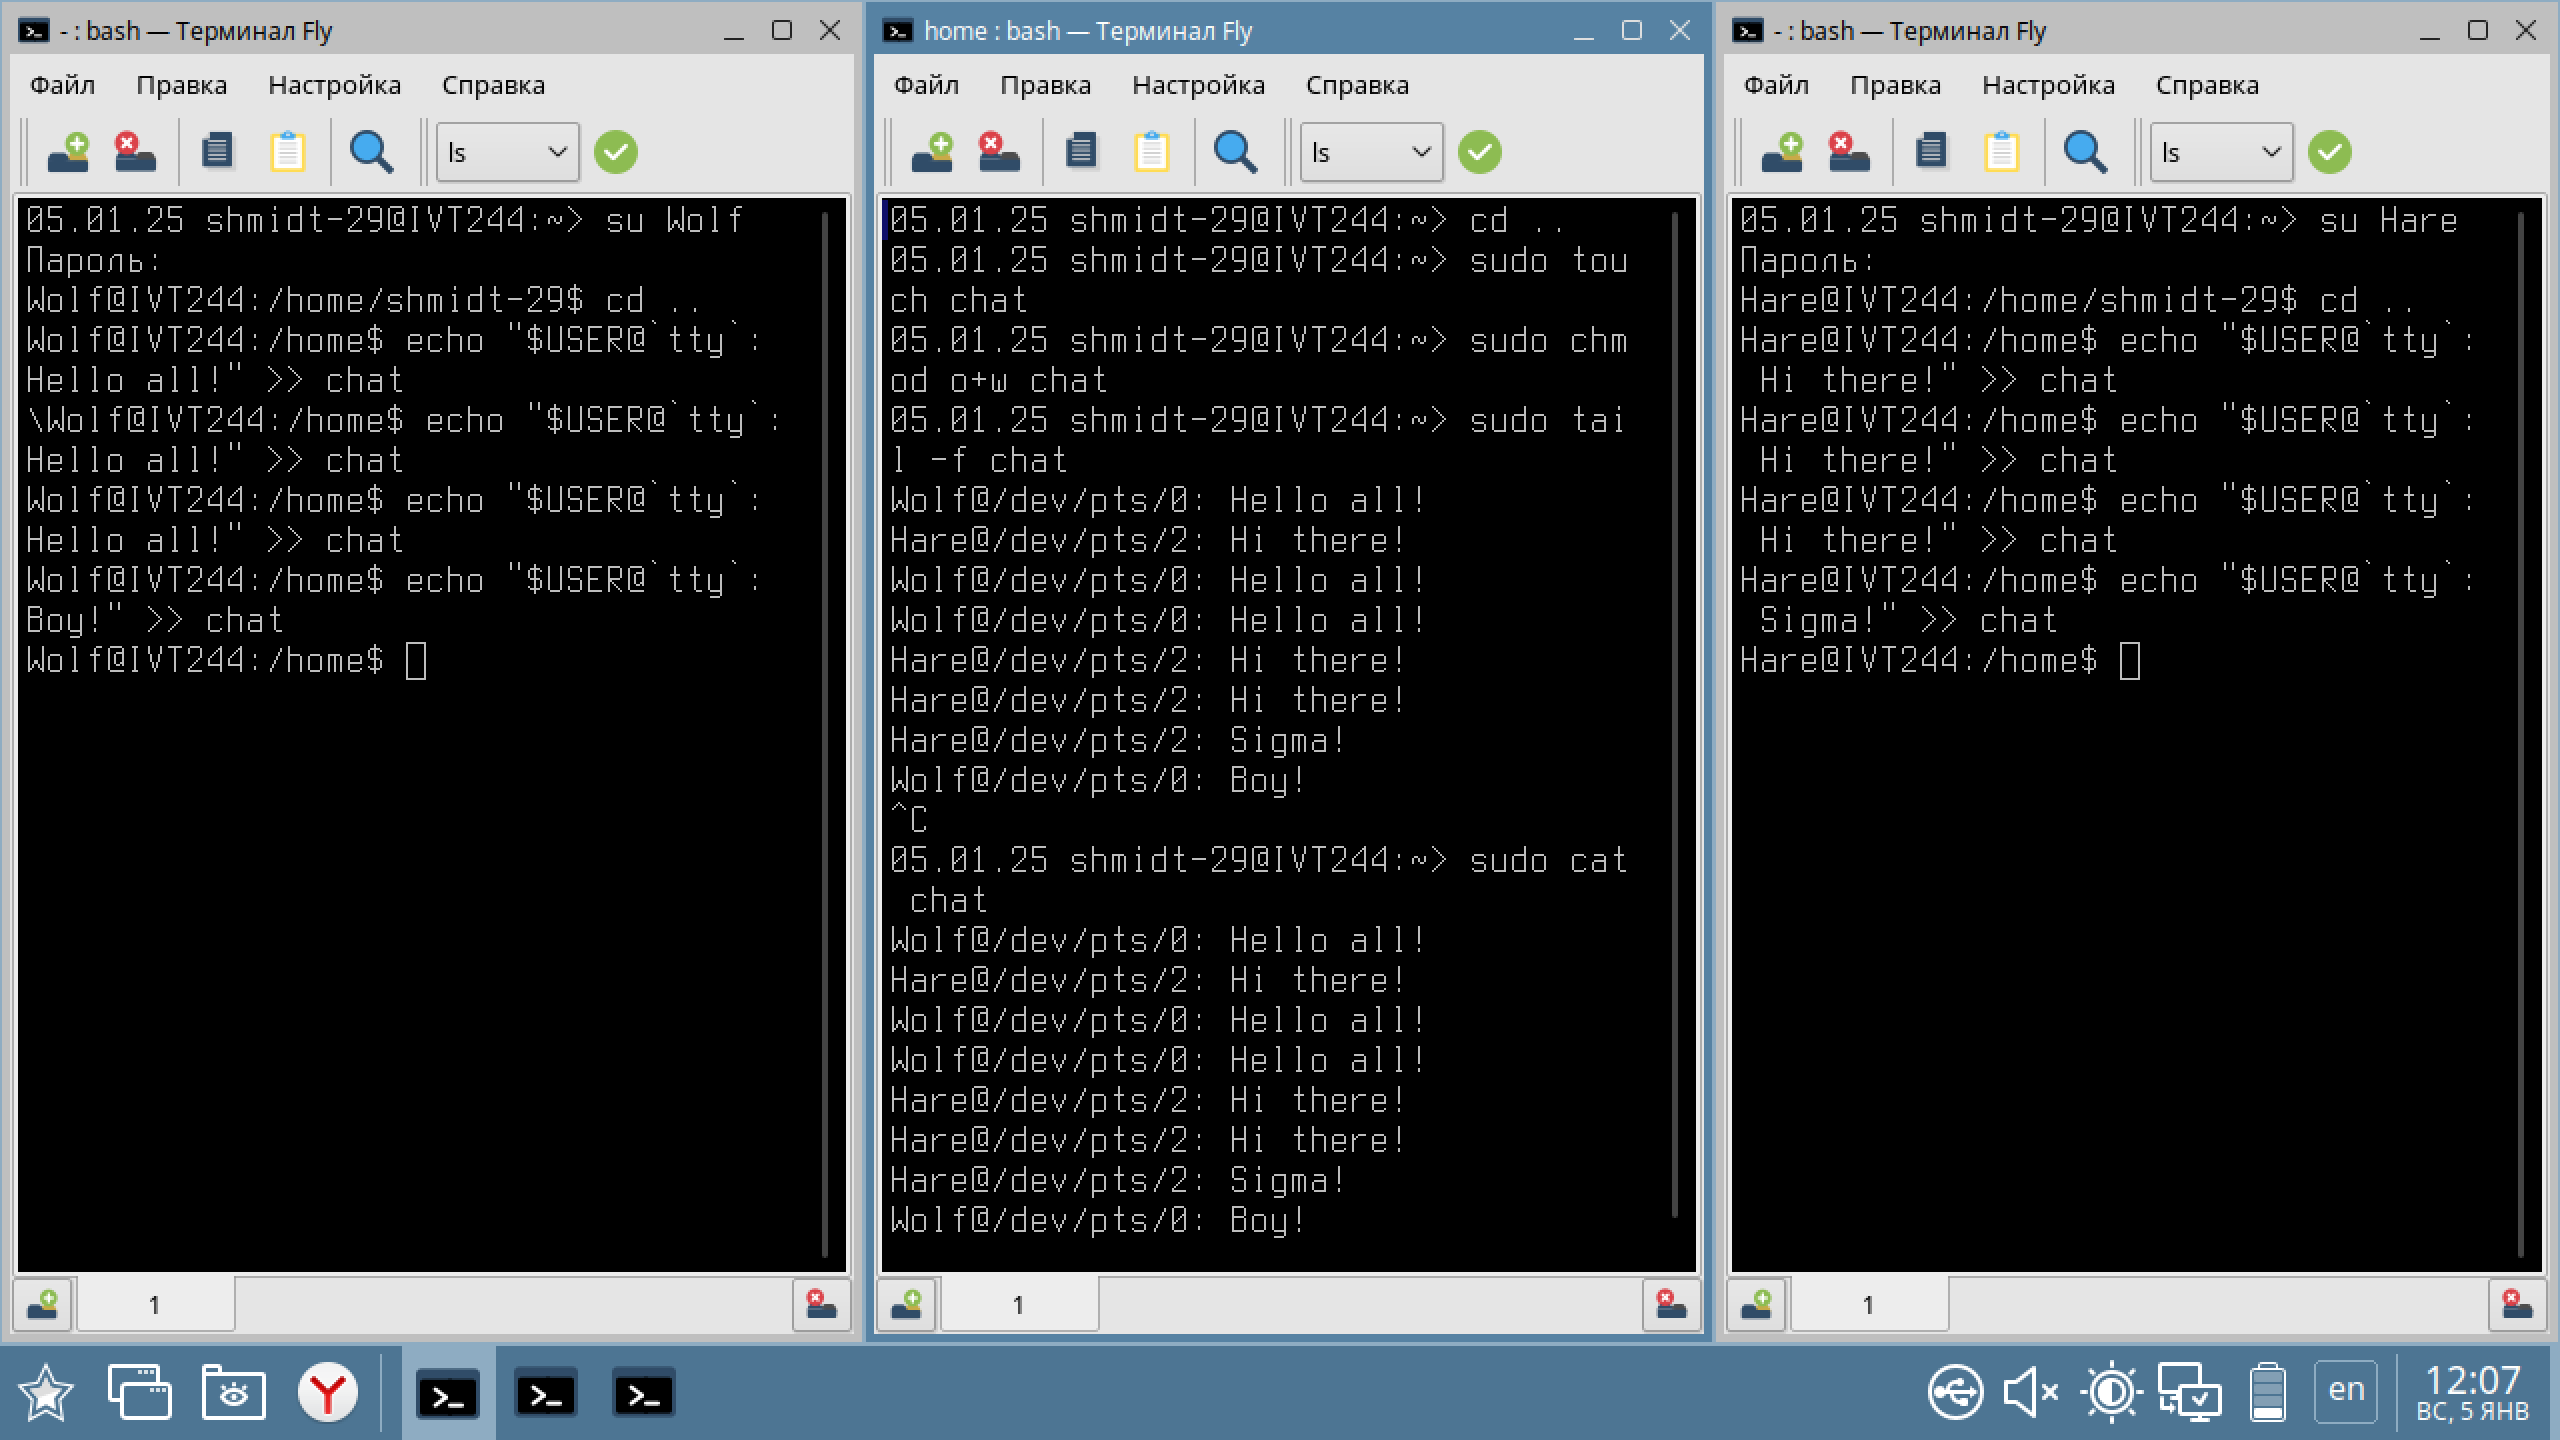 - : bash — Терминал Fly
Файл Правка Настройка Справка
ls
05.01.25 shmidt-29@IVT244:~> su Wolf
Пароль:
Wolf@IVT244:/home/shmidt-29$ cd ..
Wolf@IVT244:/home$ echo "$USER@`tty`:
Hello all!" >> chat
\Wolf@IVT244:/home$ echo "$USER@`tty`:
Hello all!" >> chat
Wolf@IVT244:/home$ echo "$USER@`tty`:
Hello all!" >> chat
Wolf@IVT244:/home$ echo "$USER@`tty`:
Boy!" >> chat
Wolf@IVT244:/home$
1
home : bash — Терминал Fly
Файл Правка Настройка Справка
ls
05.01.25 shmidt-29@IVT244:~> cd ..
05.01.25 shmidt-29@IVT244:~> sudo tou
ch chat
05.01.25 shmidt-29@IVT244:~> sudo chm
od o+w chat
05.01.25 shmidt-29@IVT244:~> sudo tai
l -f chat
Wolf@/dev/pts/0: Hello all!
Hare@/dev/pts/2: Hi there!
Wolf@/dev/pts/0: Hello all!
Wolf@/dev/pts/0: Hello all!
Hare@/dev/pts/2: Hi there!
Hare@/dev/pts/2: Hi there!
Hare@/dev/pts/2: Sigma!
Wolf@/dev/pts/0: Boy!
^C
05.01.25 shmidt-29@IVT244:~> sudo cat
 chat
Wolf@/dev/pts/0: Hello all!
Hare@/dev/pts/2: Hi there!
Wolf@/dev/pts/0: Hello all!
Wolf@/dev/pts/0: Hello all!
Hare@/dev/pts/2: Hi there!
Hare@/dev/pts/2: Hi there!
Hare@/dev/pts/2: Sigma!
Wolf@/dev/pts/0: Boy!
1
- : bash — Терминал Fly
Файл Правка Настройка Справка
ls
05.01.25 shmidt-29@IVT244:~> su Hare
Пароль:
Hare@IVT244:/home/shmidt-29$ cd ..
Hare@IVT244:/home$ echo "$USER@`tty`:
 Hi there!" >> chat
Hare@IVT244:/home$ echo "$USER@`tty`:
 Hi there!" >> chat
Hare@IVT244:/home$ echo "$USER@`tty`:
 Hi there!" >> chat
Hare@IVT244:/home$ echo "$USER@`tty`:
 Sigma!" >> chat
Hare@IVT244:/home$
1
en
12:07
ВС, 5 ЯНВ